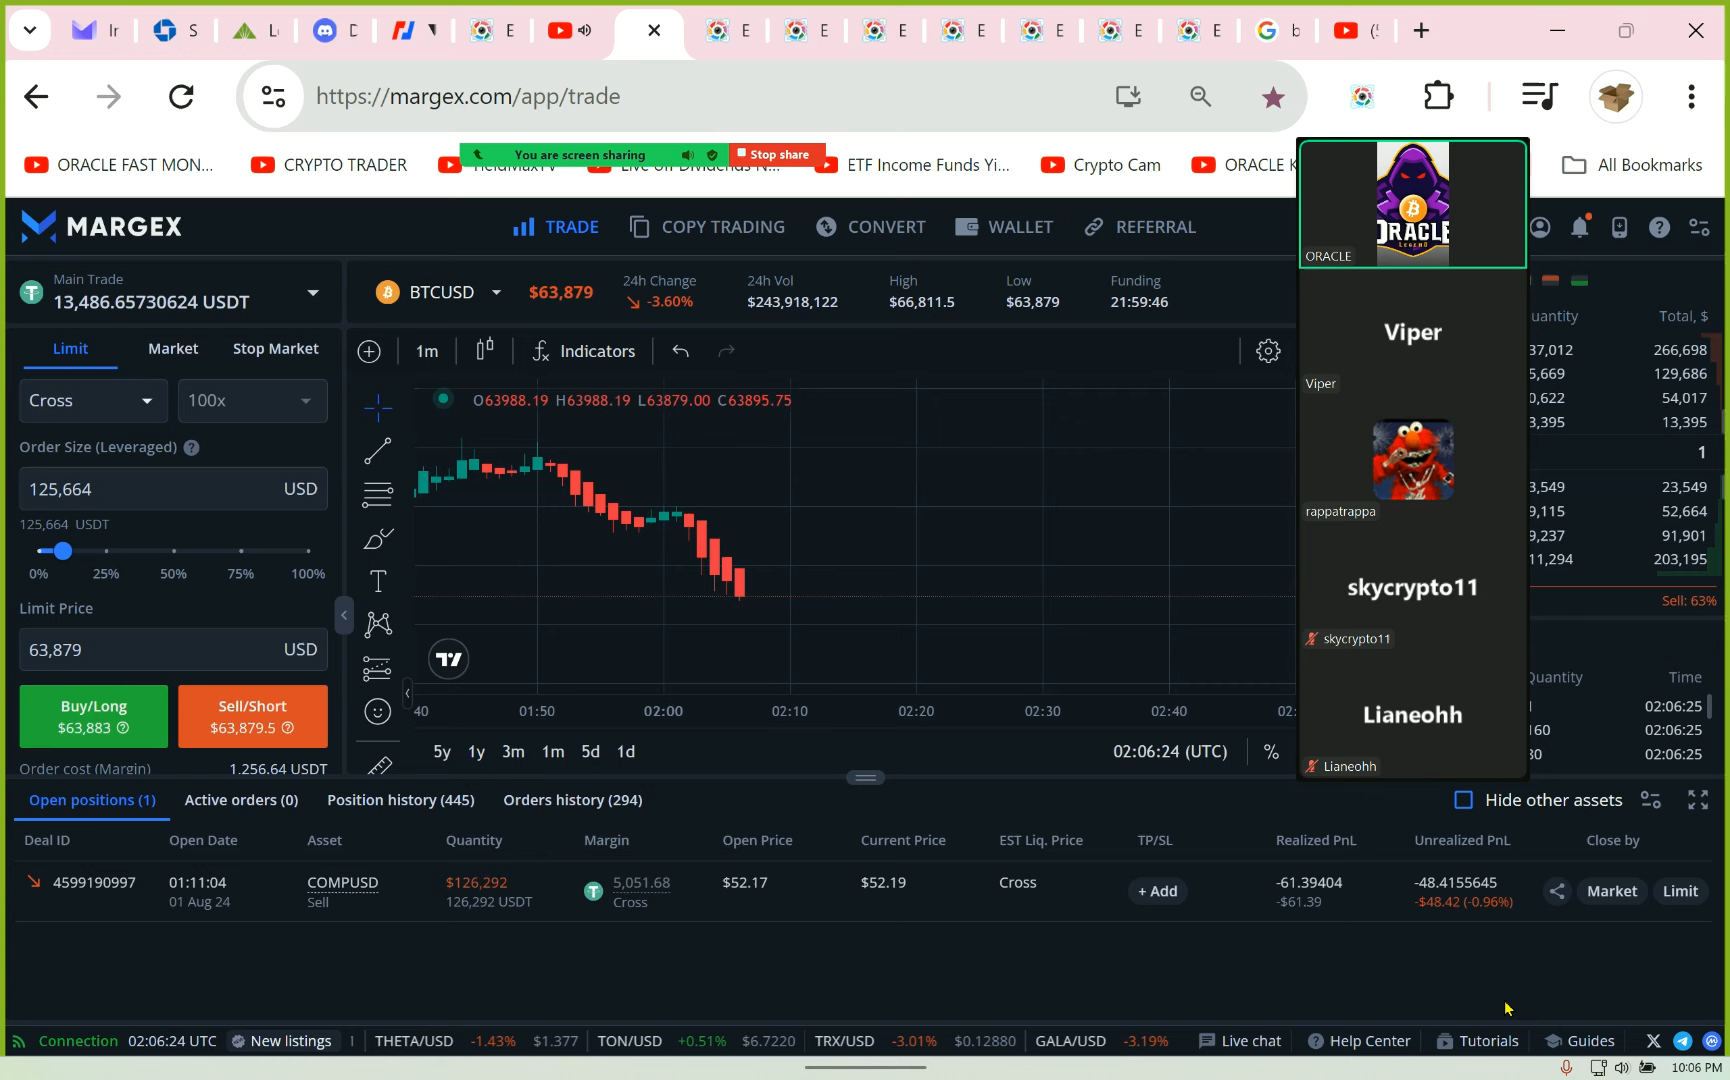 https://margex.com/app/trade
ORACLE FAST MON...
CRYPTO TRADER
You are screen sharing
Stop share
ETF Income Funds Yi...
Crypto Cam
All Bookmarks
MARGEX
TRADE
COPY TRADING
CONVERT
WALLET
REFERRAL
ORACLE
LEGEND
ORACLE
Main Trade
13,486.65730624 USDT
BTCUSD
$63,879
24h Change
-3.60%
24h Vol
$243,918,122
High
$66,811.5
Low
$63,879
Funding
21:59:46
Total, $
Limit
Market
Stop Market
1m
Indicators
Cross
100x
O63988.19 H63988.19 L63879.00 C63895.75
Order Size (Leveraged)
125,664
USD
125,664 USDT
0%
25%
50%
75%
100%
Limit Price
63,879
USD
Buy/Long
$63,883
Sell/Short
$63,879.5
Order cost (Margin)
1,256.64 USDT
01:50
02:00
02:10
02:20
02:30
02:40
5y
1y
3m
1m
5d
1d
02:06:24 (UTC)
%
Viper
Viper
rappatrappa
skycrypto11
skycrypto11
Lianeohh
Lianeohh
266,698
129,686
54,017
13,395
1
23,549
52,664
91,901
203,195
Sell: 63%
Time
02:06:25
02:06:25
02:06:25
Open positions (1)
Active orders (0)
Position history (445)
Orders history (294)
Hide other assets
Deal ID
Open Date
Asset
Quantity
Margin
Open Price
Current Price
EST Liq. Price
TP/SL
Realized PnL
Unrealized PnL
Close by
4599190997
01:11:04
01 Aug 24
COMPUSD
Sell
$126,292
126,292 USDT
5,051.68
Cross
$52.17
$52.19
Cross
+ Add
-61.39404
-$61.39
-48.4155645
-$48.42 (-0.96%)
Market
Limit
Connection
02:06:24 UTC
New listings
THETA/USD
-1.43%
$1.377
TON/USD
+0.51%
$6.7220
TRX/USD
-3.01%
$0.12880
GALA/USD
-3.19%
Live chat
Help Center
Tutorials
Guides
10:06 PM